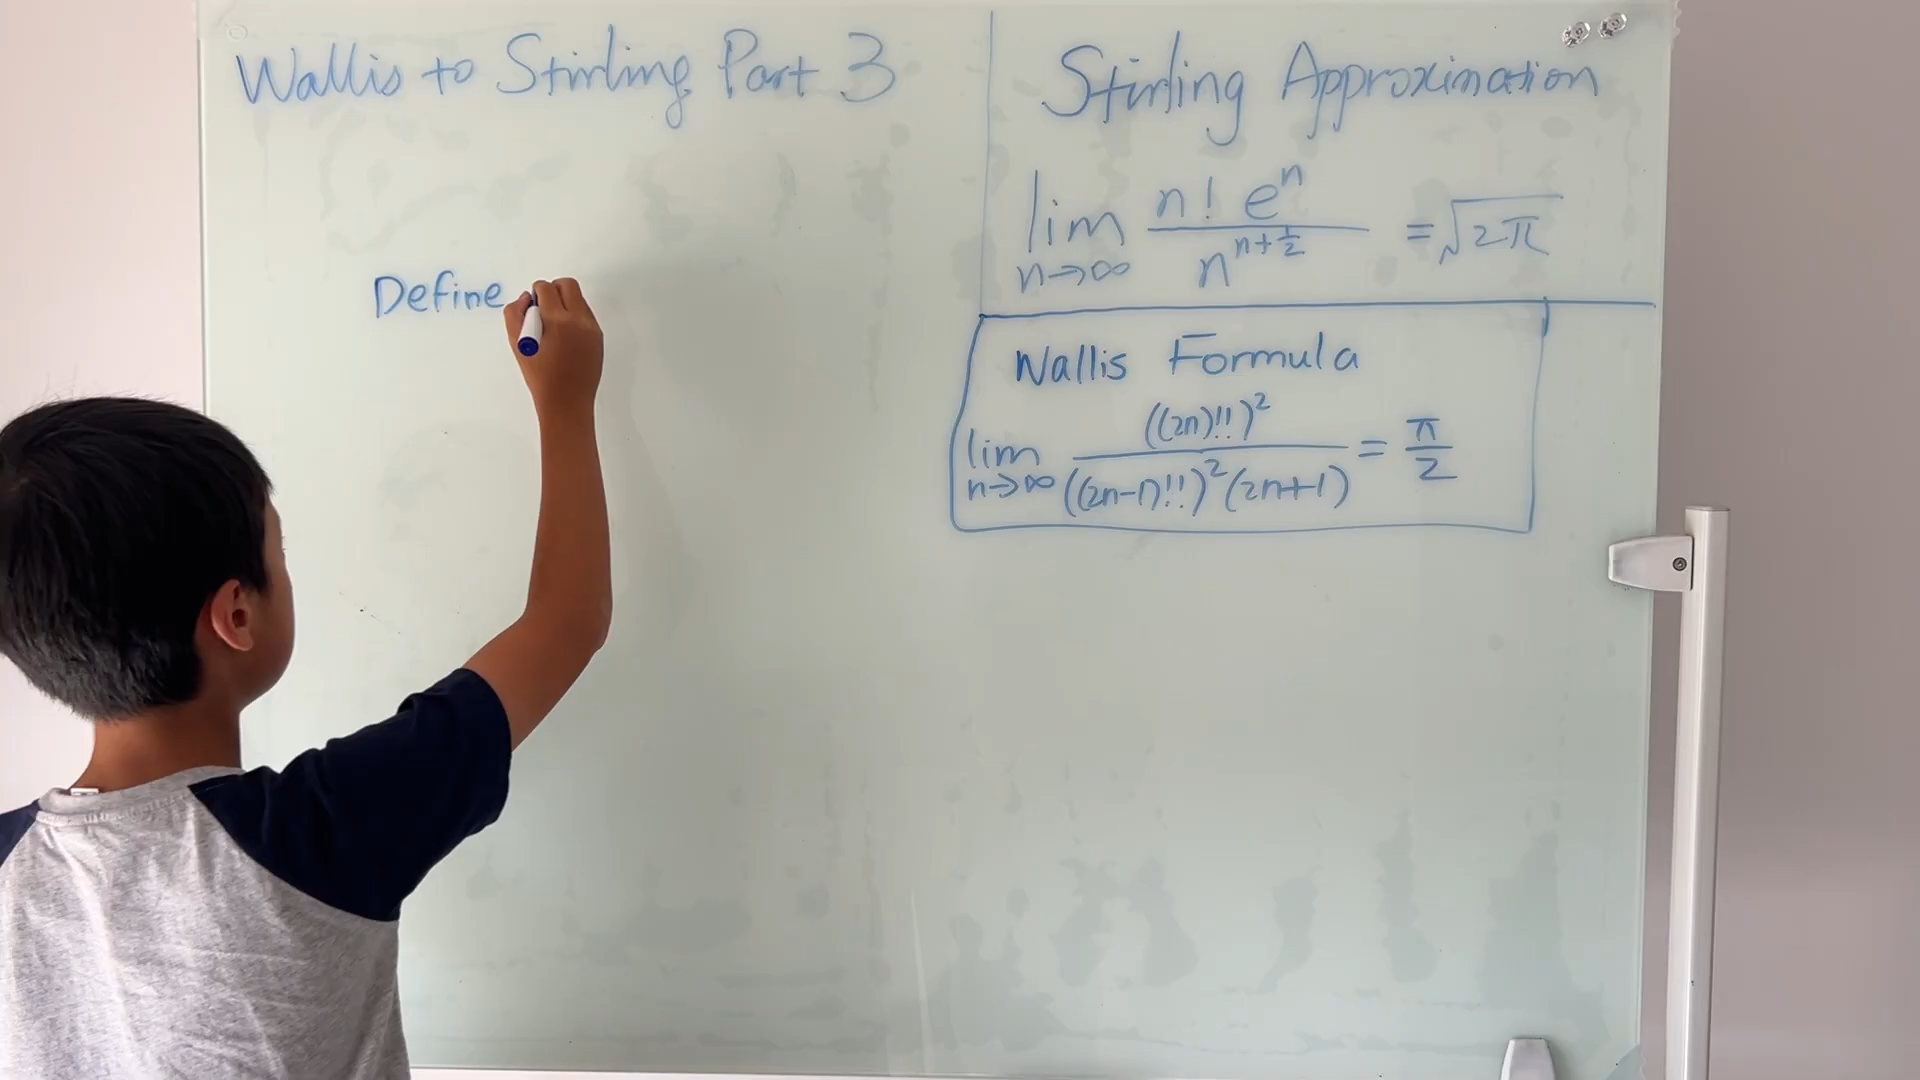 Wallis to Stirling Part 3
Define
Stirling Approximation
lim n→∞ n! eⁿ / n^(n+½) = √2π
Wallis Formula
lim n→∞ ((2n)!!)² / ((2n-1)!!)² (2n+1) = π/2